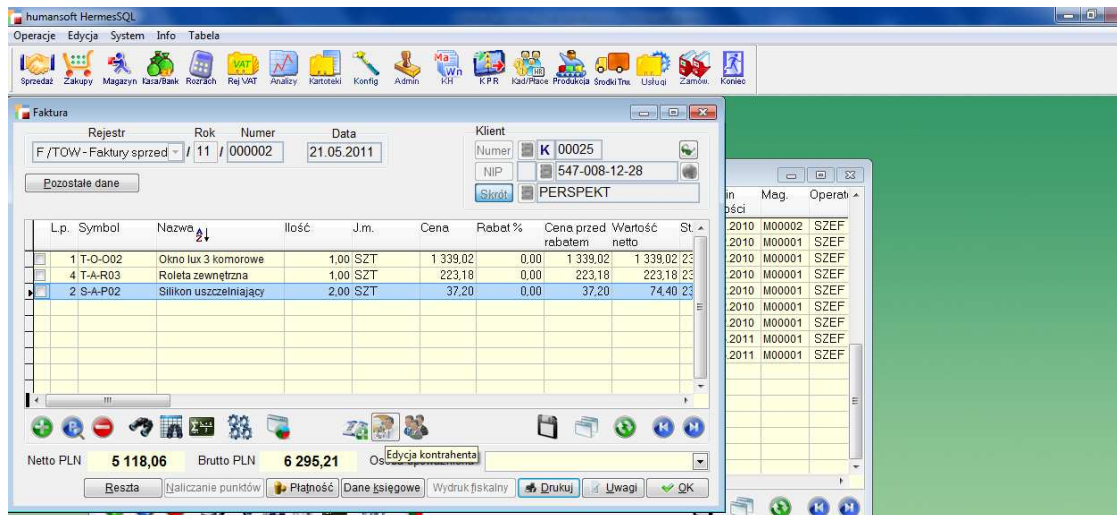 humansoft HermesSQL
Operacje Edycja System Info Tabela
Sprzedaż Zakupy Magazyn Kasa/Bank Rozrach Rej VAT Analizy Kartoteki Konfig Admin KH K P R Kad/Płace Produkcja Srodki Trw. Usługi Zamów. Koniec
Faktura
Rejestr Rok Numer Data Klient
F /TOW - Faktury sprzed / 11 / 000002 21.05.2011 Numer K 00025
NIP 547-008-12-28
Pozostałe dane Skrót PERSPEKT
L.p. Symbol Nazwa Ilość J.m. Cena Rabat % Cena przed rabatem Wartość netto St.
1 T-O-O02 Okno lux 3 komorowe 1,00 SZT 1 339,02 0,00 1 339,02 1 339,02 23
4 T-A-R03 Roleta zewnętrzna 1,00 SZT 223,18 0,00 223,18 223,18 23
2 S-A-P02 Silikon uszczelniający 2,00 SZT 37,20 0,00 37,20 74,40 23
Mag. Operat
.2010 M00002 SZEF
.2010 M00001 SZEF
.2010 M00001 SZEF
.2010 M00001 SZEF
.2010 M00001 SZEF
.2010 M00001 SZEF
.2010 M00001 SZEF
.2011 M00001 SZEF
.2011 M00001 SZEF
Edycja kontrahenta
Netto PLN 5 118,06 Brutto PLN 6 295,21
Reszta Naliczanie punktów Płatność Dane księgowe Wydruk fiskalny Drukuj Uwagi OK